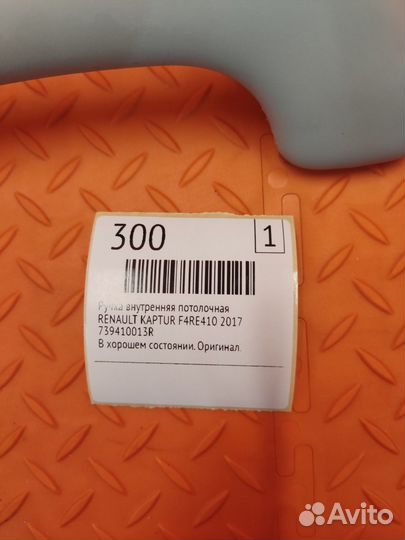 300
1
Ручка внутренняя потолочная
RENAULT KAPTUR F4RE410 2017
739410013R
В хорошем состоянии. Оригинал.
Avito